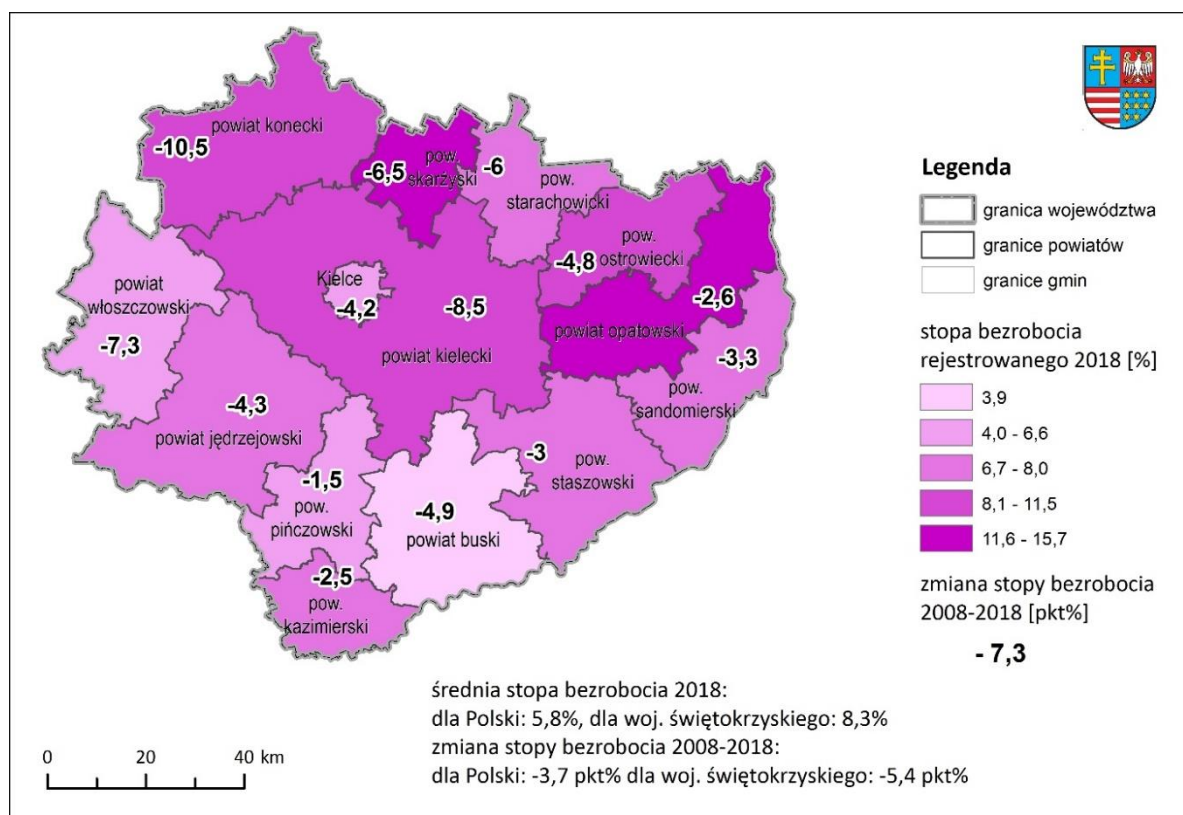 powiat konecki
-10,5
-6,5
pow.
skarżyski
-6
pow.
starachowicki
pow.
ostrowiecki
-4,8
Kielce
-4,2
-8,5
powiat kielecki
powiat
włoszczowski
-7,3
-2,6
powiat opatowski
-3,3
pow.
sandomierski
-4,3
powiat jędrzejowski
-3
pow.
staszowski
-1,5
pow.
pińczowski
-4,9
powiat buski
-2,5
pow.
kazimierski
Legenda
granica województwa
granice powiatów
granice gmin
stopa bezrobocia
rejestrowanego 2018 [%]
3,9
4,0 - 6,6
6,7 - 8,0
8,1 - 11,5
11,6 - 15,7
zmiana stopy bezrobocia
2008-2018 [pkt%]
- 7,3
średnia stopa bezrobocia 2018:
dla Polski: 5,8%, dla woj. świętokrzyskiego: 8,3%
zmiana stopy bezrobocia 2008-2018:
dla Polski: -3,7 pkt% dla woj. świętokrzyskiego: -5,4 pkt%
0 20 40 km